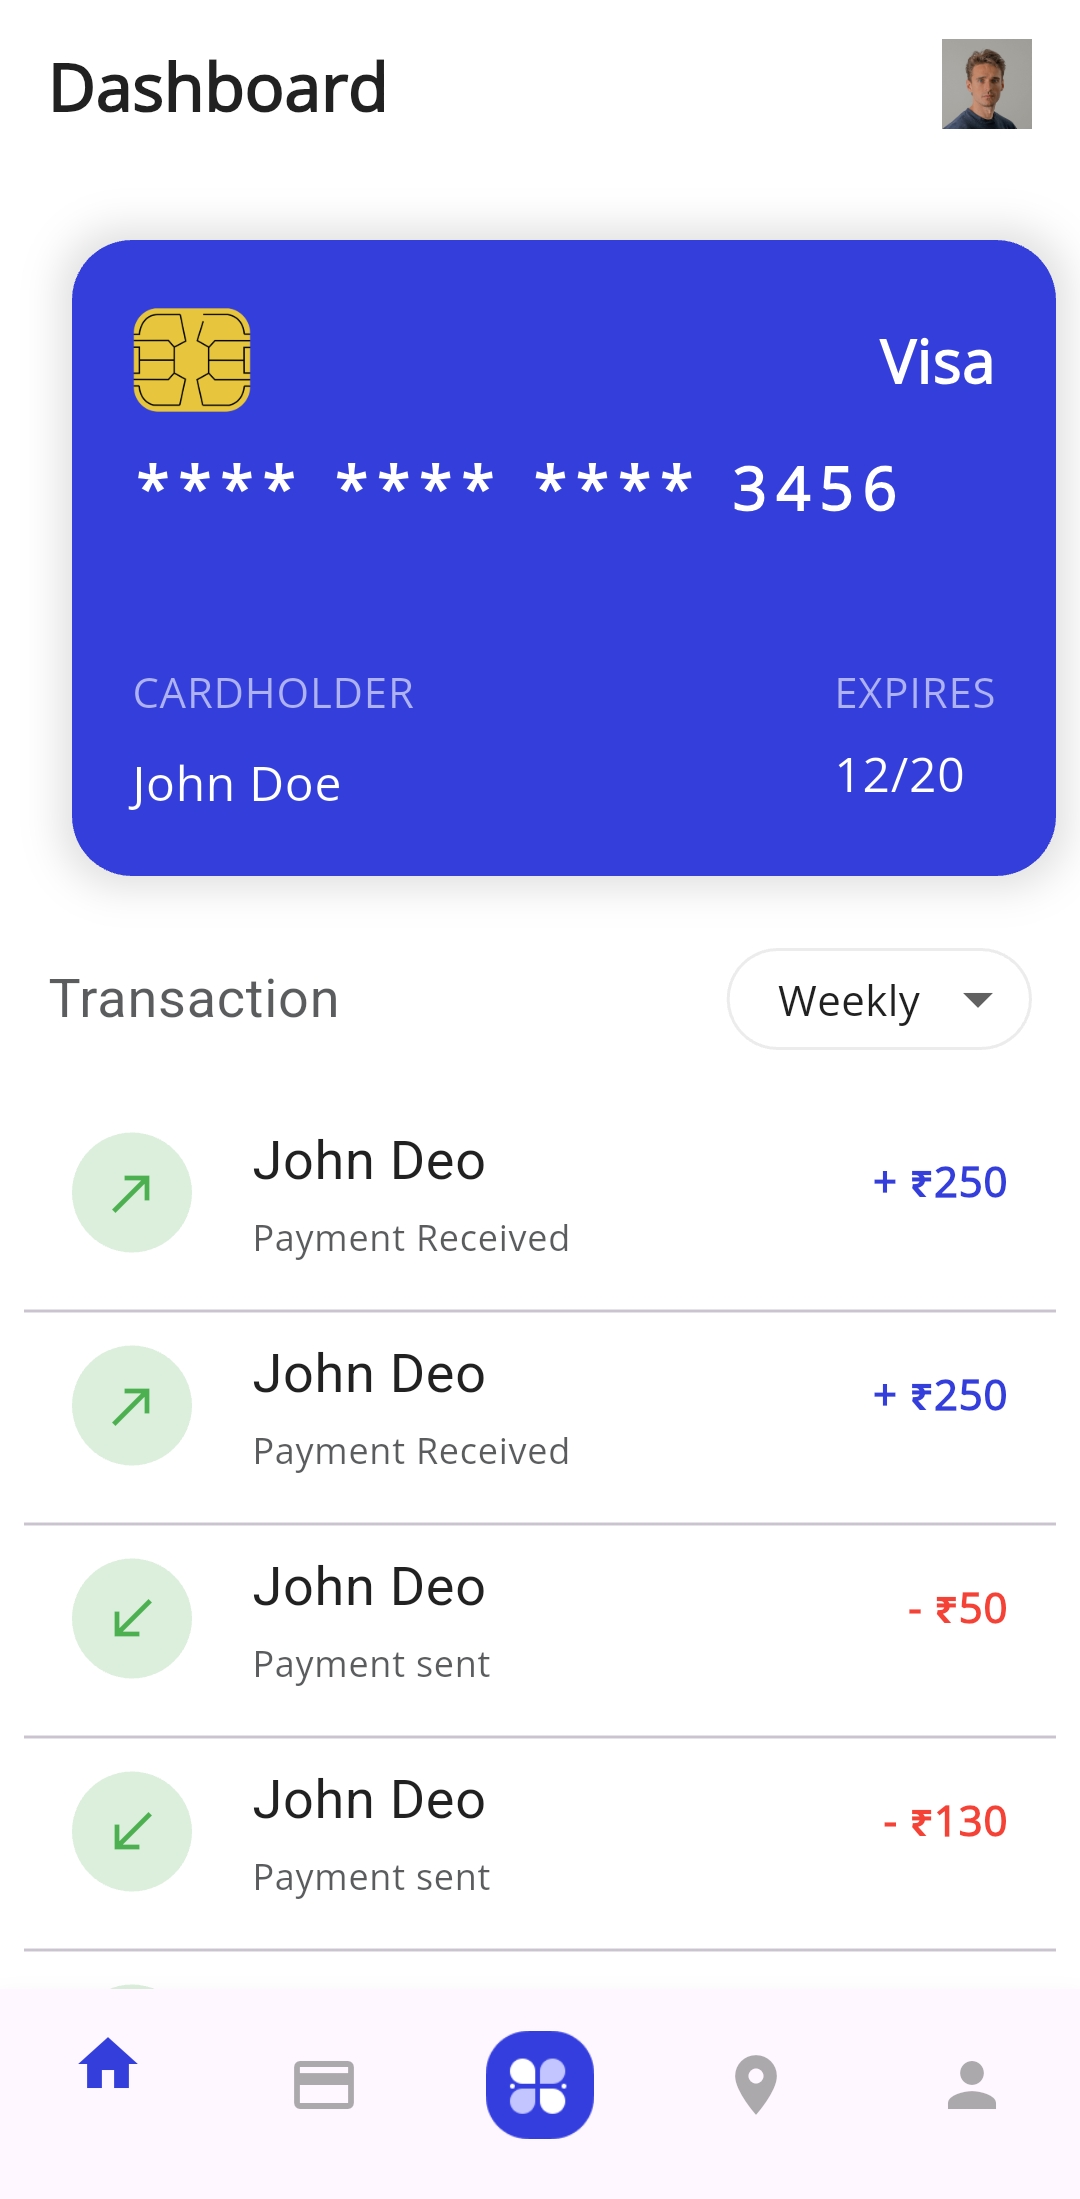 Dashboard
Visa
**** **** **** 3456
CARDHOLDER
EXPIRES
John Doe
12/20
Transaction
Weekly
John Deo
+ ₹250
Payment Received
John Deo
+ ₹250
Payment Received
John Deo
- ₹50
Payment sent
John Deo
- ₹130
Payment sent